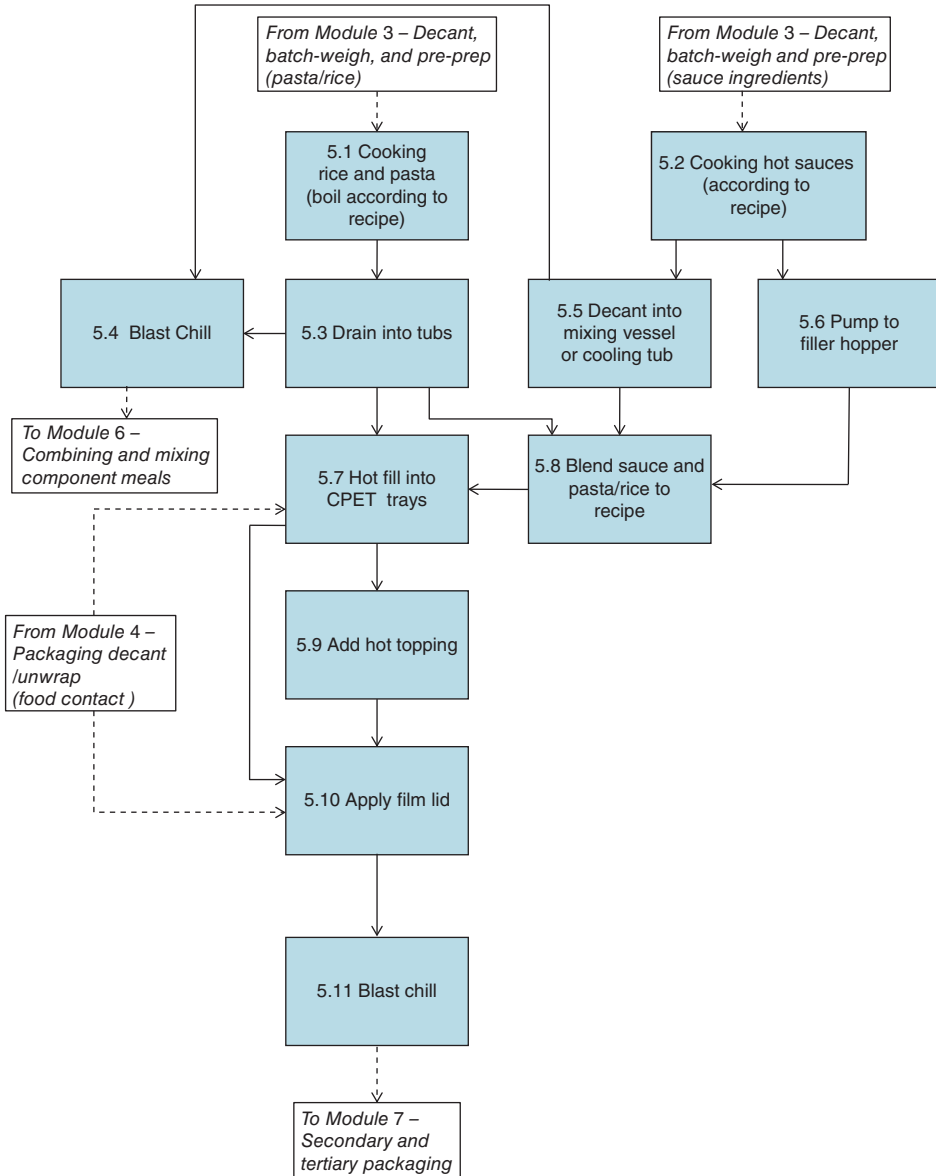 From Module 3 – Decant,
batch-weigh, and pre-prep
(pasta/rice)
From Module 3 – Decant,
batch-weigh and pre-prep
(sauce ingredients)
5.1 Cooking
rice and pasta
(boil according to
recipe)
5.2 Cooking hot sauces
(according to
recipe)
5.4 Blast Chill
5.3 Drain into tubs
5.5 Decant into
mixing vessel
or cooling tub
5.6 Pump to
filler hopper
To Module 6 –
Combining and mixing
component meals
5.7 Hot fill into
CPET trays
5.8 Blend sauce and
pasta/rice to
recipe
From Module 4 –
Packaging decant
/unwrap
(food contact )
5.9 Add hot topping
5.10 Apply film lid
5.11 Blast chill
To Module 7 –
Secondary and
tertiary packaging